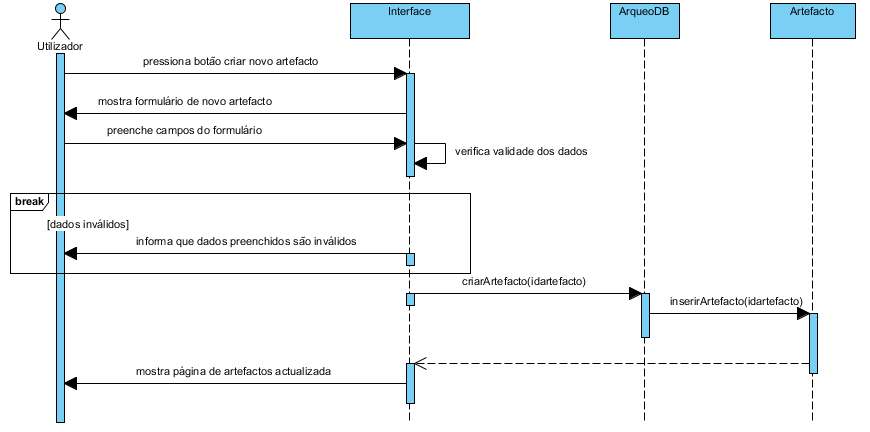 Interface
ArqueoDB
Artefacto
Utilizador
pressiona botão criar novo artefacto
mostra formulário de novo artefacto
preenche campos do formulário
verifica validade dos dados
break
[dados inválidos]
informa que dados preenchidos são inválidos
criarArtefacto(idartefacto)
inserirArtefacto(idartefacto)
mostra página de artefactos actualizada